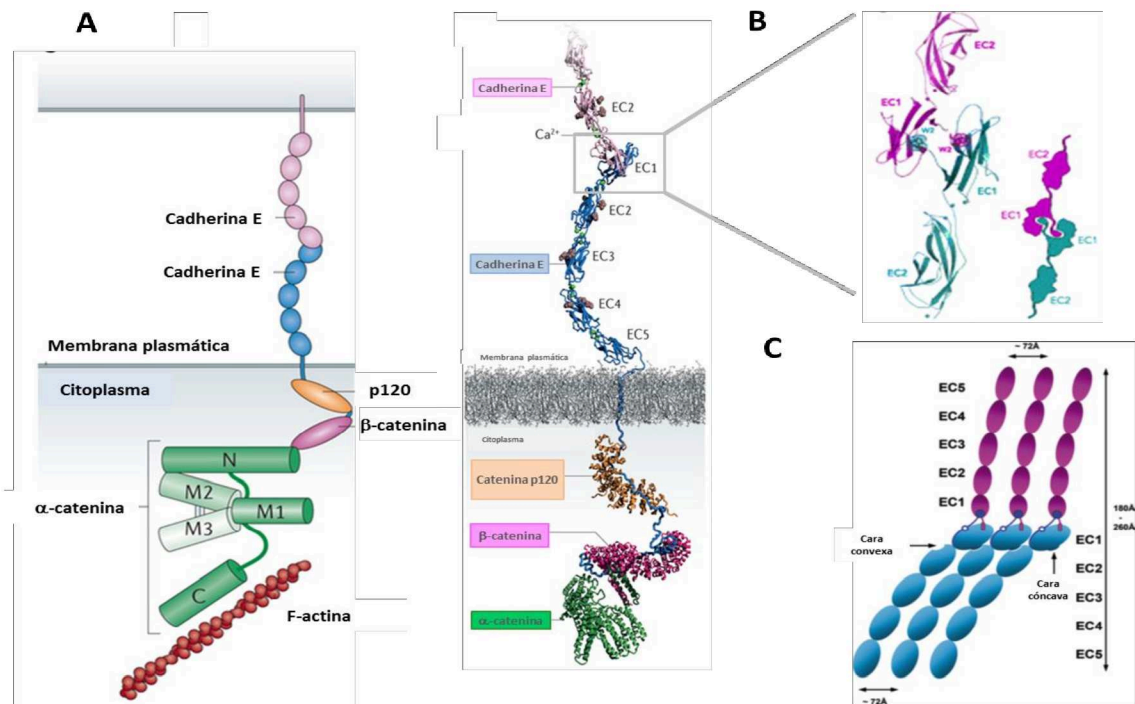 A
Cadherina E
Cadherina E
Membrana plasmática
Citoplasma
p120
β-catenina
α-catenina
N
M2
M3
M1
C
F-actina
Cadherina E
EC2
Ca²⁺
EC1
EC2
Cadherina E
EC3
EC4
EC5
Membrana plasmática
Citoplasma
Catenina p120
β-catenina
α-catenina
B
EC2
EC1
W2
W2
EC1
EC2
EC2
EC1
EC1
EC2
C
~ 72Å
EC5
EC4
EC3
EC2
EC1
180Å
-
260Å
Cara
convexa
EC1
EC2
Cara
cóncava
EC3
EC4
EC5
~ 72Å